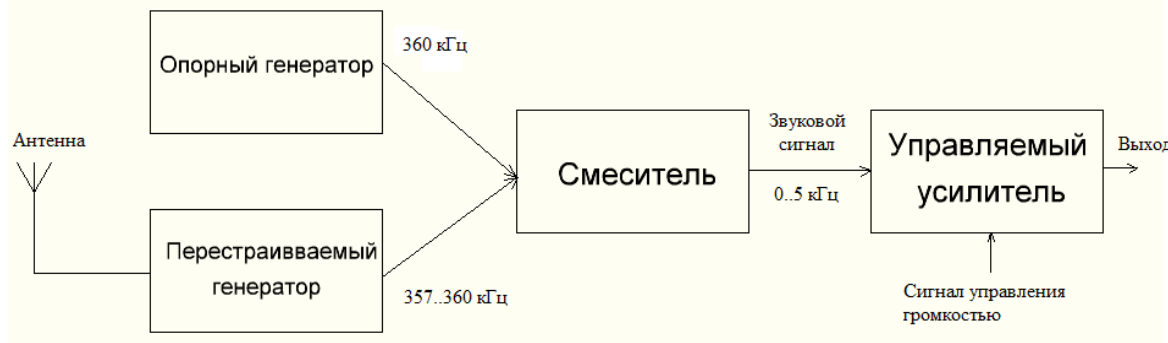 Опорный генератор
360 кГц
Антенна
Перестраивваемый
генератор
357..360 кГц
Смеситель
Звуковой
сигнал
0..5 кГц
Управляемый
усилитель
Выход
Сигнал управления
громкостью